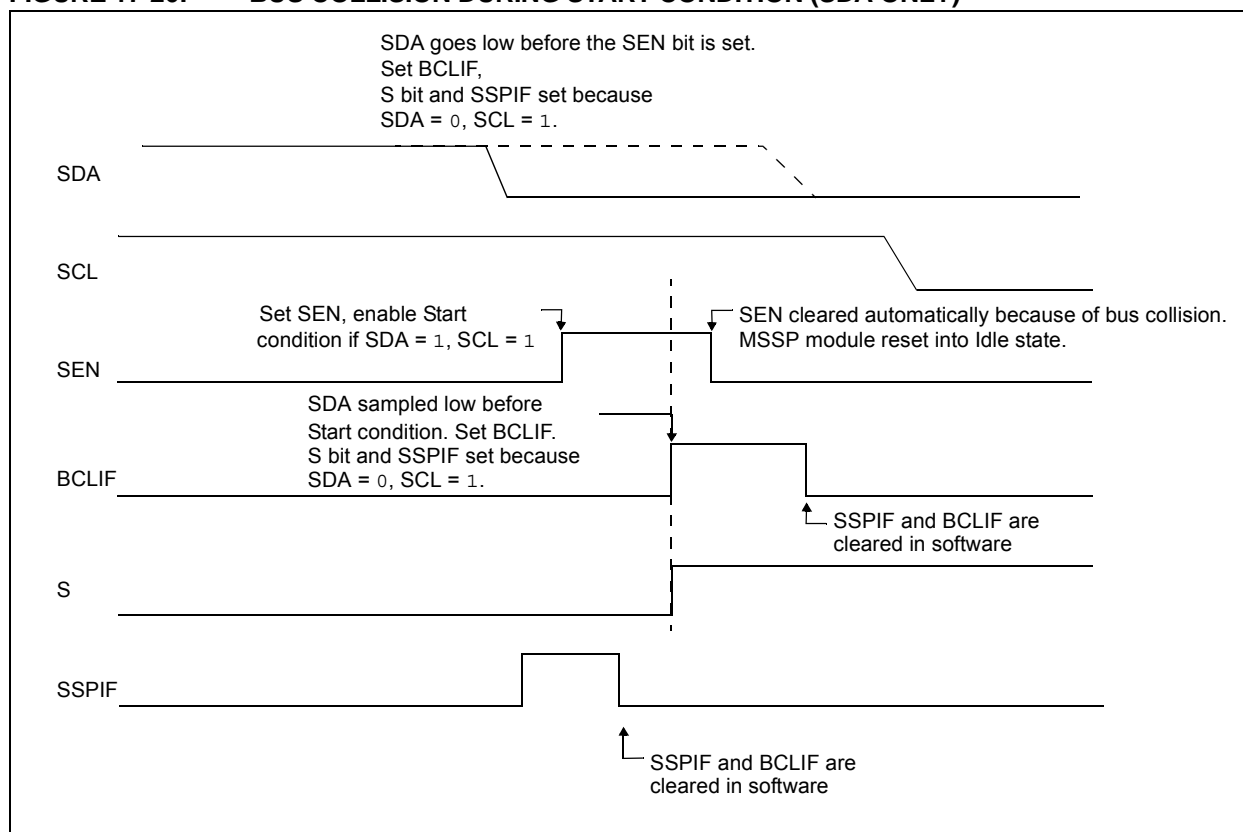 SDA goes low before the SEN bit is set.
Set BCLIF,
S bit and SSPIF set because
SDA = 0, SCL = 1.
SDA
SCL
Set SEN, enable Start
condition if SDA = 1, SCL = 1
SEN cleared automatically because of bus collision.
MSSP module reset into Idle state.
SEN
SDA sampled low before
Start condition. Set BCLIF.
S bit and SSPIF set because
SDA = 0, SCL = 1.
BCLIF
SSPIF and BCLIF are
cleared in software
S
SSPIF
SSPIF and BCLIF are
cleared in software